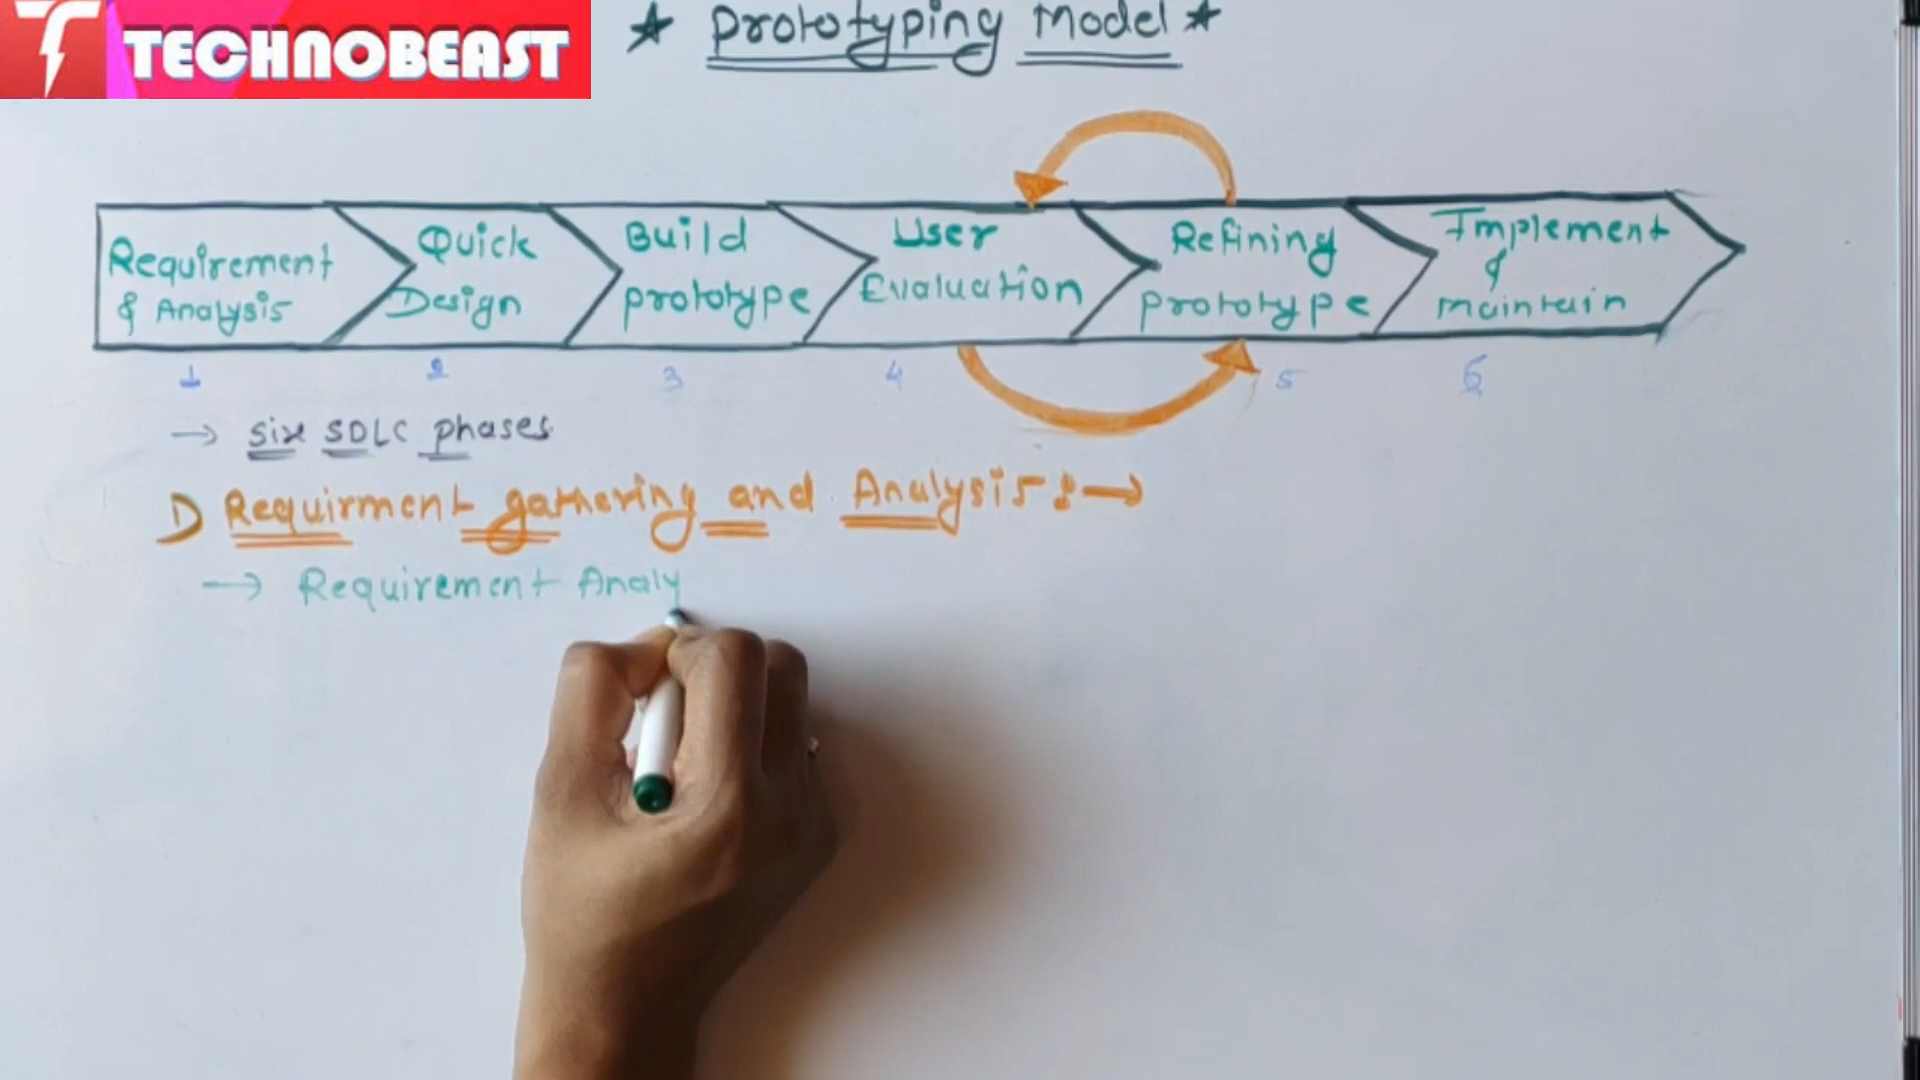 TECHNOBEAST
★ Prototyping Model ★
Requirement & Analysis
Quick Design
Build prototype
User Evaluation
Refining prototype
Implement & maintain
1 2 3 4 5 6
→ six SDLC phases
1) Requirment gathering and Analysis :→
→ Requirement Analy